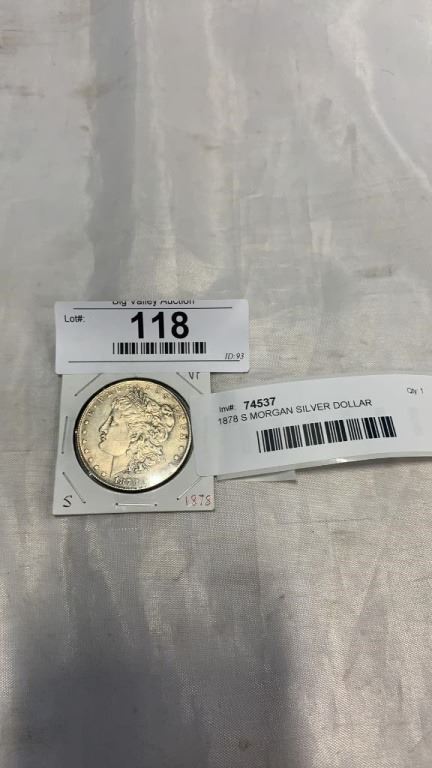 Big Valley Auction
Lot#:
118
ID:93
VF
Inv#: 74537
Qty 1
1878 S MORGAN SILVER DOLLAR
S
1878